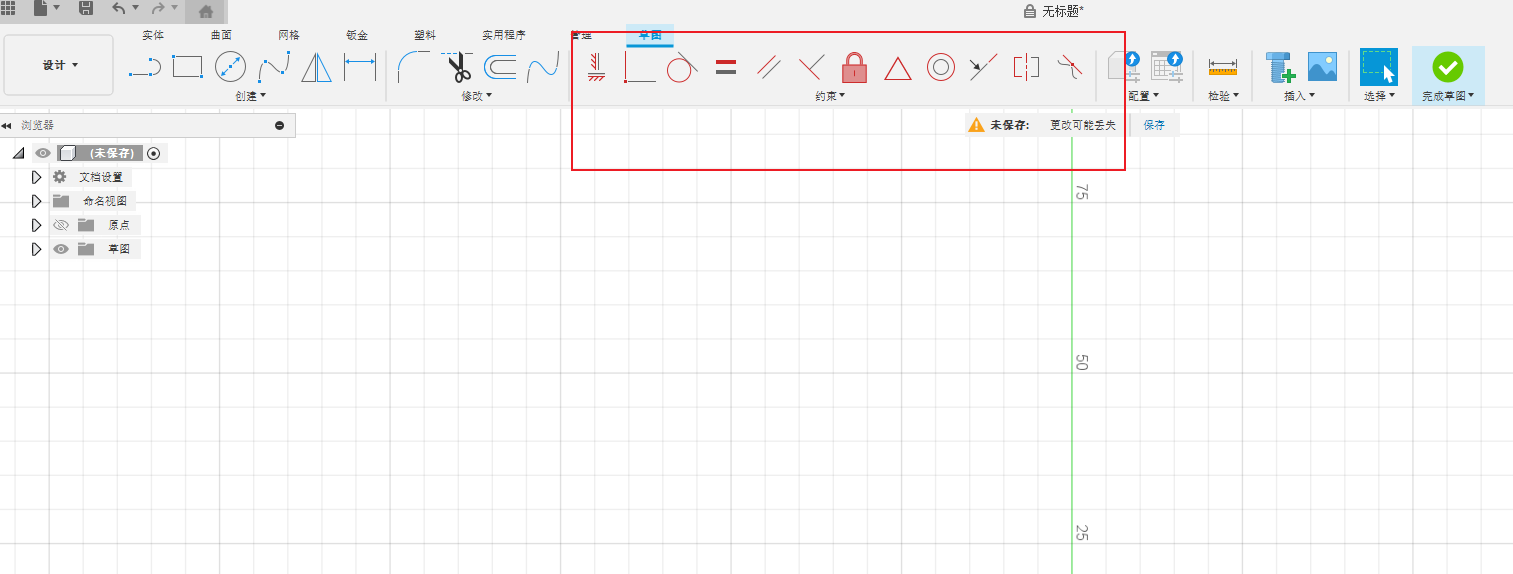 无标题*
实体 曲面 网格 钣金 塑料 实用程序 管理 草图
设计
创建 修改 约束 配置 检验 插入 选择 完成草图
浏览器
未保存: 更改可能丢失 保存
(未保存)
文档设置
命名视图
原点
草图
75
50
25